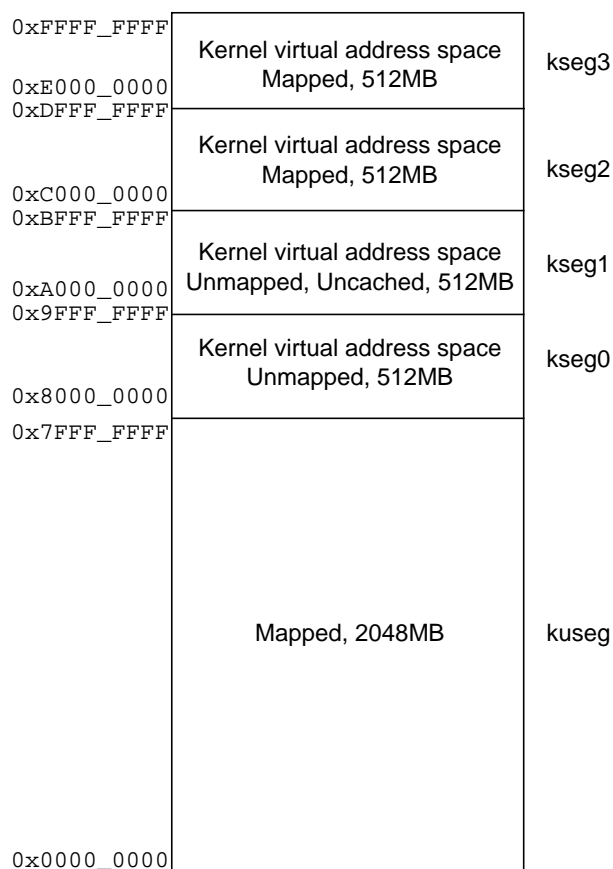 0xFFFF_FFFF
Kernel virtual address space
Mapped, 512MB
kseg3
0xE000_0000
0xDFFF_FFFF
Kernel virtual address space
Mapped, 512MB
kseg2
0xC000_0000
0xBFFF_FFFF
Kernel virtual address space
Unmapped, Uncached, 512MB
kseg1
0xA000_0000
0x9FFF_FFFF
Kernel virtual address space
Unmapped, 512MB
kseg0
0x8000_0000
0x7FFF_FFFF
Mapped, 2048MB
kuseg
0x0000_0000